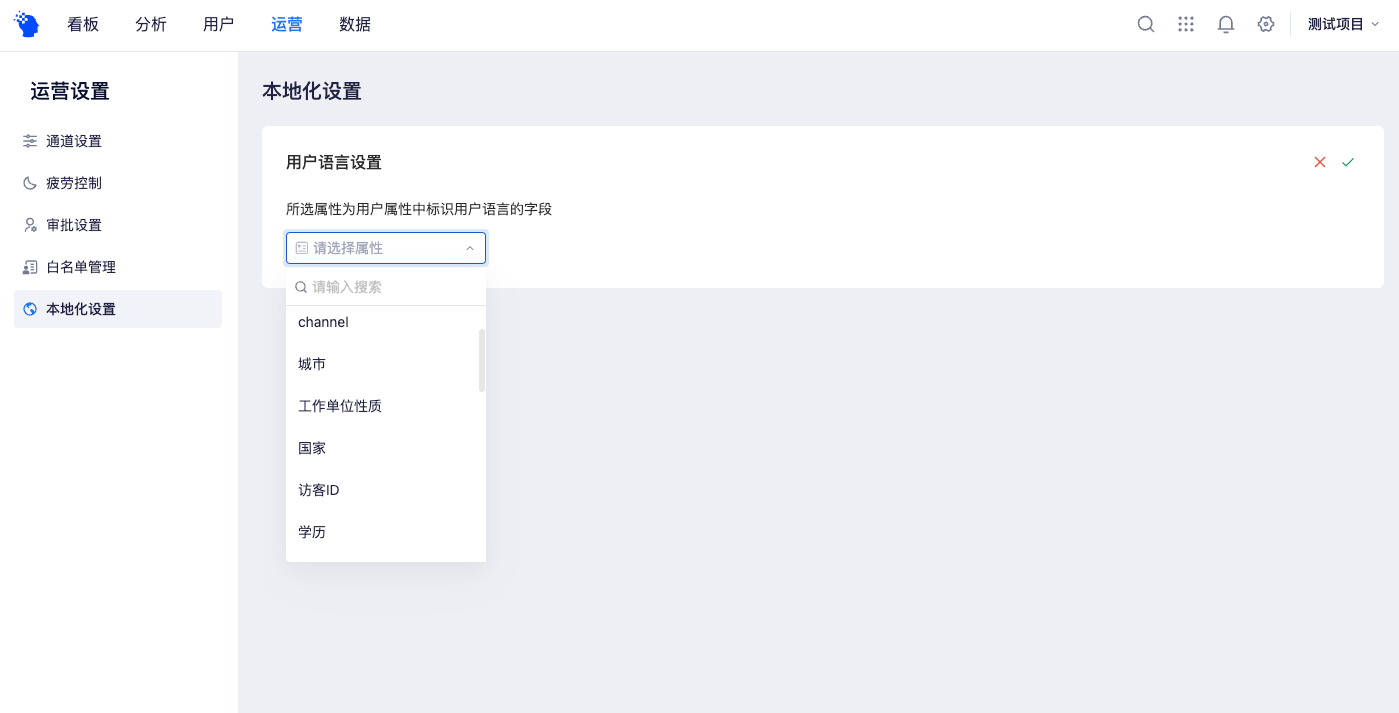 看板 分析 用户 运营 数据 测试项目
运营设置
通道设置
疲劳控制
审批设置
白名单管理
本地化设置
本地化设置
用户语言设置
所选属性为用户属性中标识用户语言的字段
请选择属性
请输入搜索
channel
城市
工作单位性质
国家
访客ID
学历